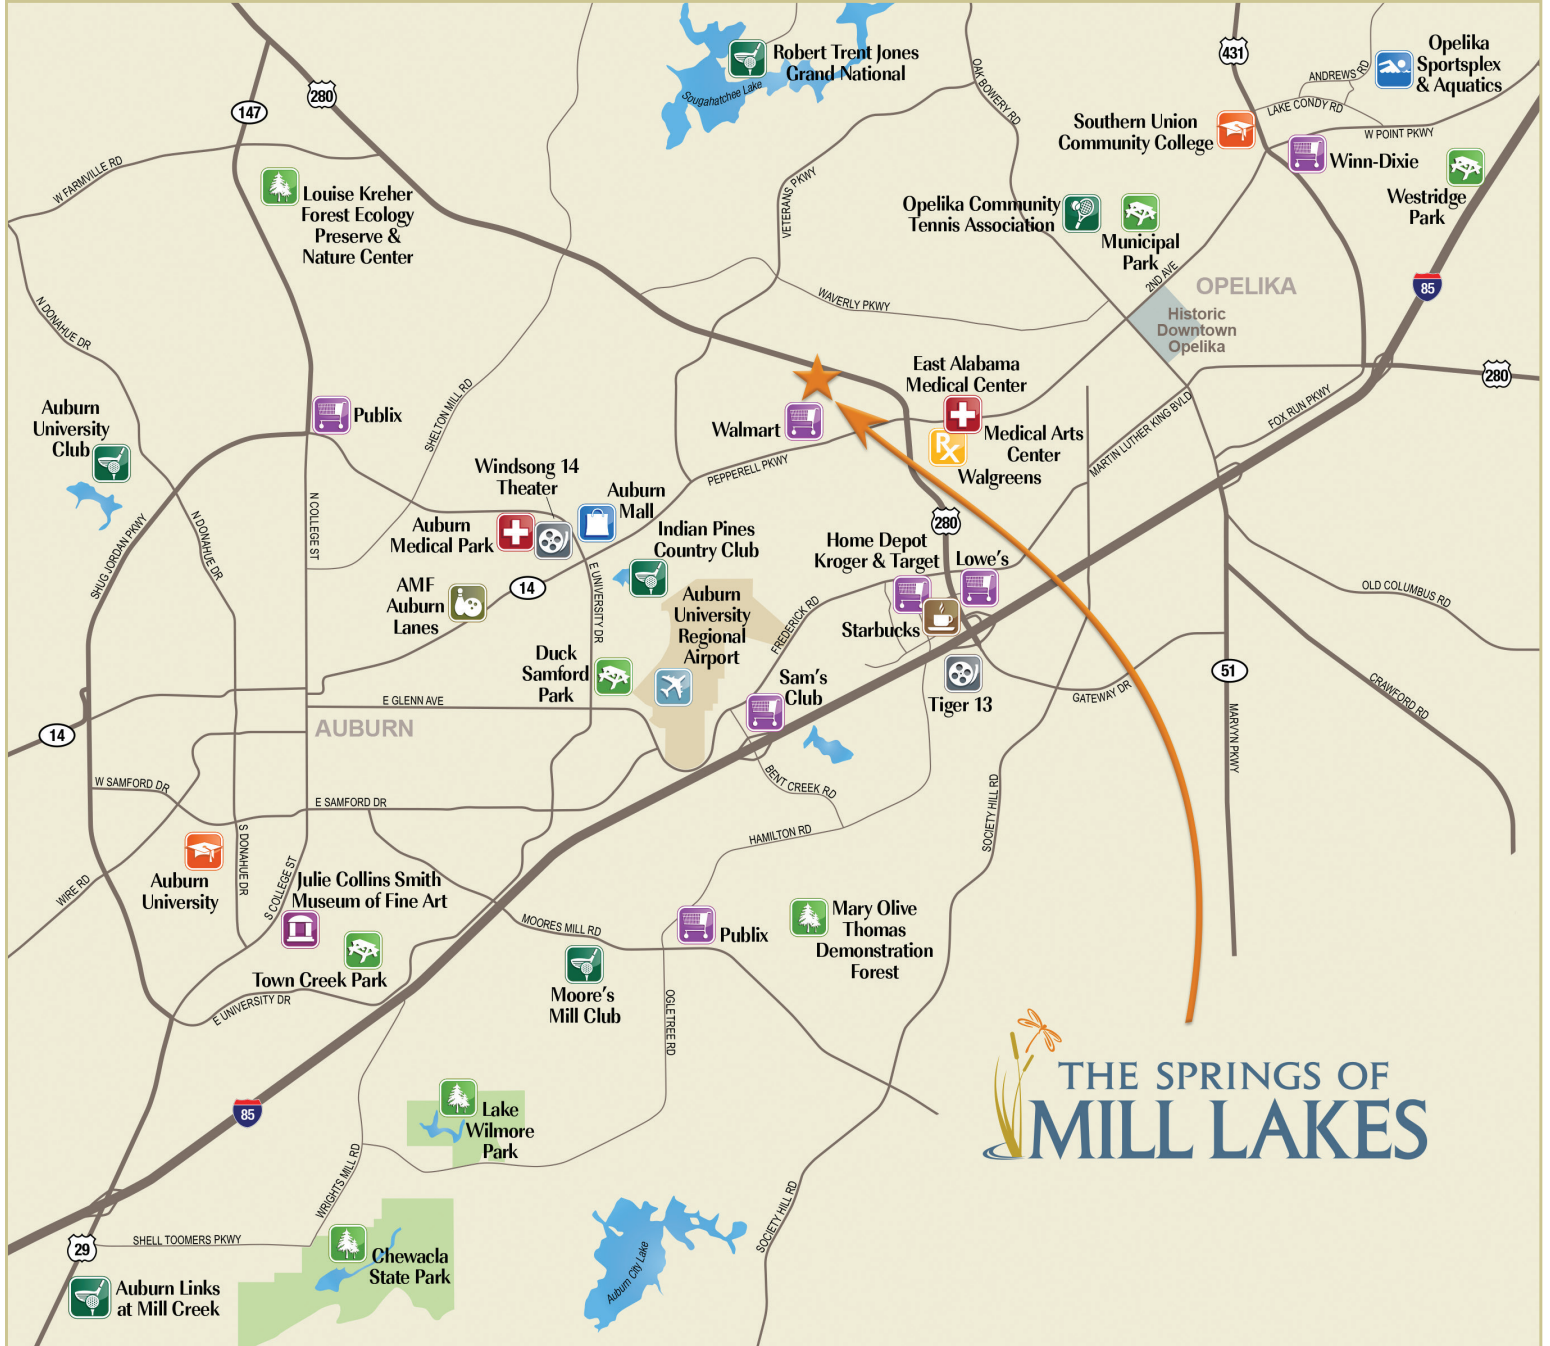 Robert Trent Jones
Grand National
Sougahatchee Lake
431
Opelika
Sportsplex
& Aquatics
ANDREWS RD
LAKE CONDY RD
W POINT PKWY
280
147
OAK BOWERY RD
Southern Union
Community College
Winn-Dixie
Westridge
Park
W FARMVILLE RD
Louise Kreher
Forest Ecology
Preserve &
Nature Center
VETERANS PKWY
Opelika Community
Tennis Association
Municipal
Park
2ND AVE
OPELIKA
Historic
Downtown
Opelika
85
WAVERLY PKWY
N DONAHUE DR
280
East Alabama
Medical Center
Auburn
University
Club
Publix
SHELTON MILL RD
Walmart
Medical Arts
Center
Walgreens
MARTIN LUTHER KING BVLD
FOX RUN PKWY
PEPPERELL PKWY
Windsong 14
Theater
Auburn
Mall
Auburn
Medical Park
Indian Pines
Country Club
280
Home Depot
Kroger & Target
Lowe's
SHUG JORDAN PKWY
N DONAHUE DR
N COLLEGE ST
AMF
Auburn
Lanes
14
E UNIVERSITY DR
Auburn
University
Regional
Airport
FREDERICK RD
Starbucks
OLD COLUMBUS RD
Duck
Samford
Park
Sam's
Club
Tiger 13
GATEWAY DR
51
CRAWFORD RD
MARVYN PKWY
E GLENN AVE
AUBURN
14
W SAMFORD DR
E SAMFORD DR
BENT CREEK RD
HAMILTON RD
SOCIETY HILL RD
S DONAHUE DR
S COLLEGE ST
WIRE RD
Auburn
University
Julie Collins Smith
Museum of Fine Art
Town Creek Park
E UNIVERSITY DR
MOORES MILL RD
Publix
Mary Olive
Thomas
Demonstration
Forest
Moore's
Mill Club
OGLETREE RD
THE SPRINGS OF
MILL LAKES
85
Lake
Wilmore
Park
WRIGHTS MILL RD
SOCIETY HILL RD
29
SHELL TOOMERS PKWY
Chewacla
State Park
Auburn City Lake
Auburn Links
at Mill Creek